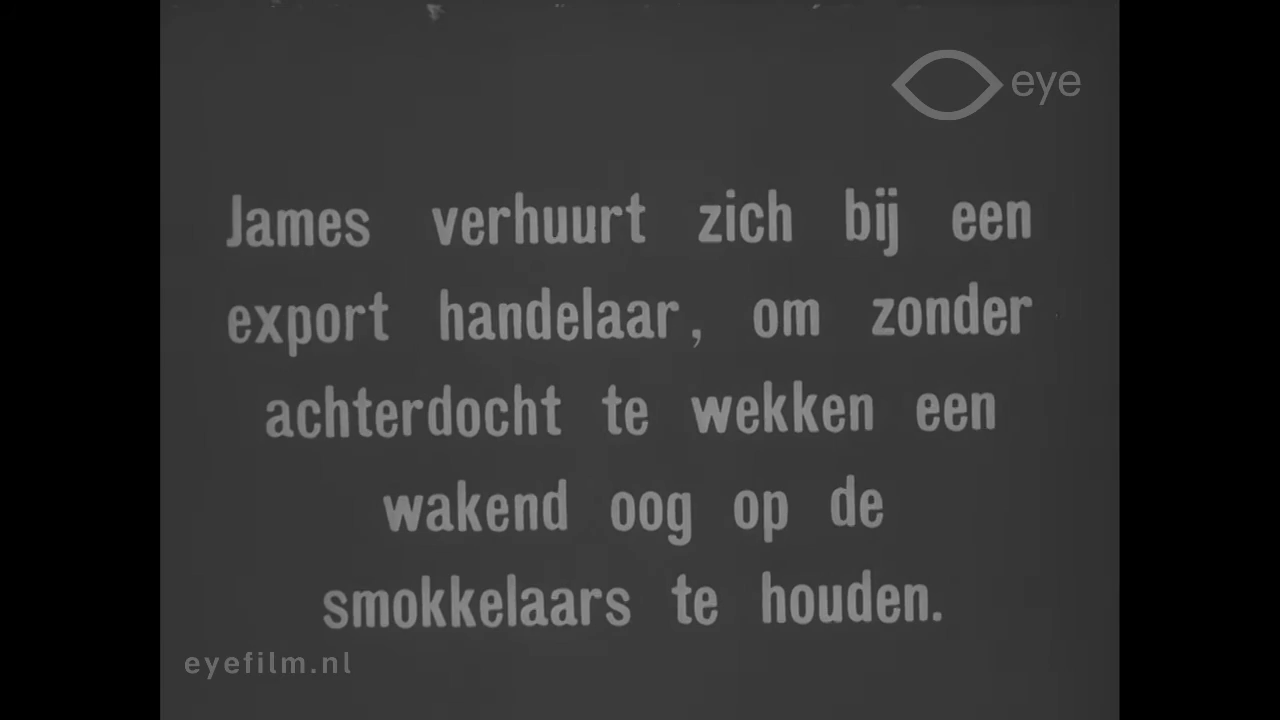 eye
James verhuurt zich bij een
export handelaar, om zonder
achterdocht te wekken een
wakend oog op de
smokkelaars te houden.
eyefilm.nl